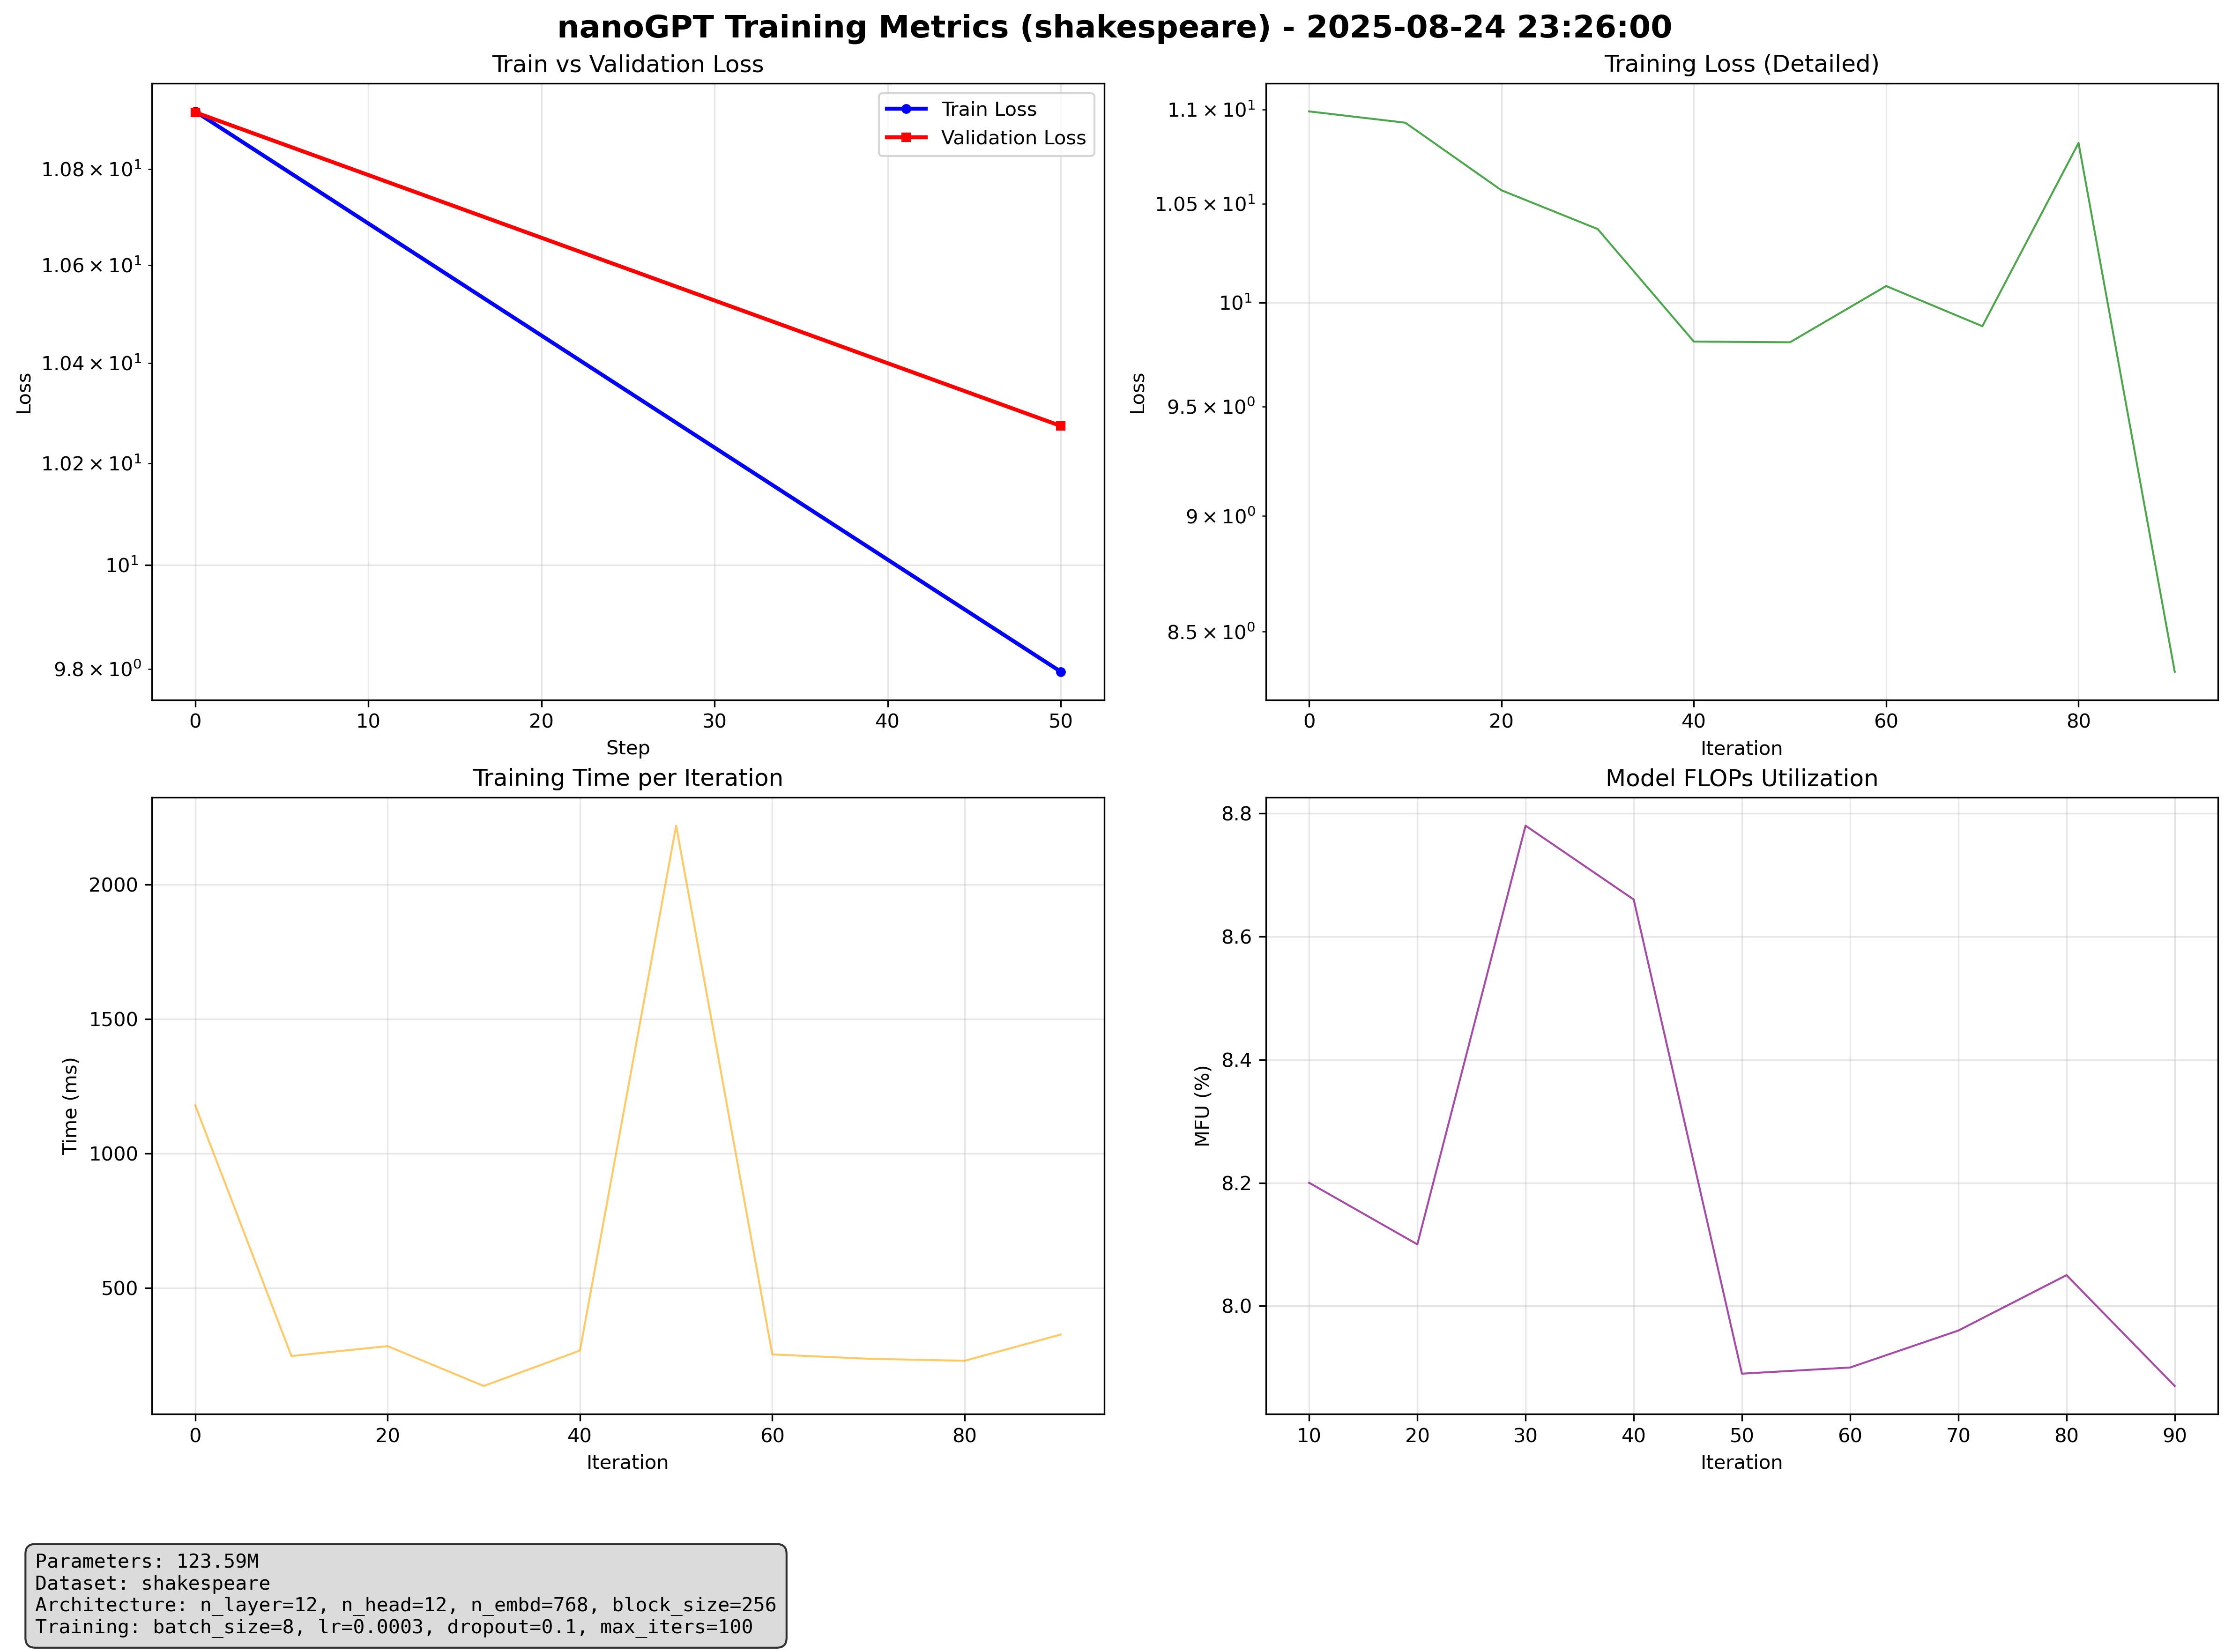 nanoGPT Training Metrics (shakespeare) - 2025-08-24 23:26:00
Train vs Validation Loss
Train Loss
Validation Loss
1.08 × 10¹
1.06 × 10¹
1.04 × 10¹
1.02 × 10¹
10¹
9.8 × 10⁰
Loss
0 10 20 30 40 50
Step
Training Loss (Detailed)
1.1 × 10¹
1.05 × 10¹
10¹
9.5 × 10⁰
9 × 10⁰
8.5 × 10⁰
Loss
0 20 40 60 80
Iteration
Training Time per Iteration
2000
1500
1000
500
Time (ms)
0 20 40 60 80
Iteration
Model FLOPs Utilization
8.8
8.6
8.4
8.2
8.0
MFU (%)
10 20 30 40 50 60 70 80 90
Iteration
Parameters: 123.59M
Dataset: shakespeare
Architecture: n_layer=12, n_head=12, n_embd=768, block_size=256
Training: batch_size=8, lr=0.0003, dropout=0.1, max_iters=100